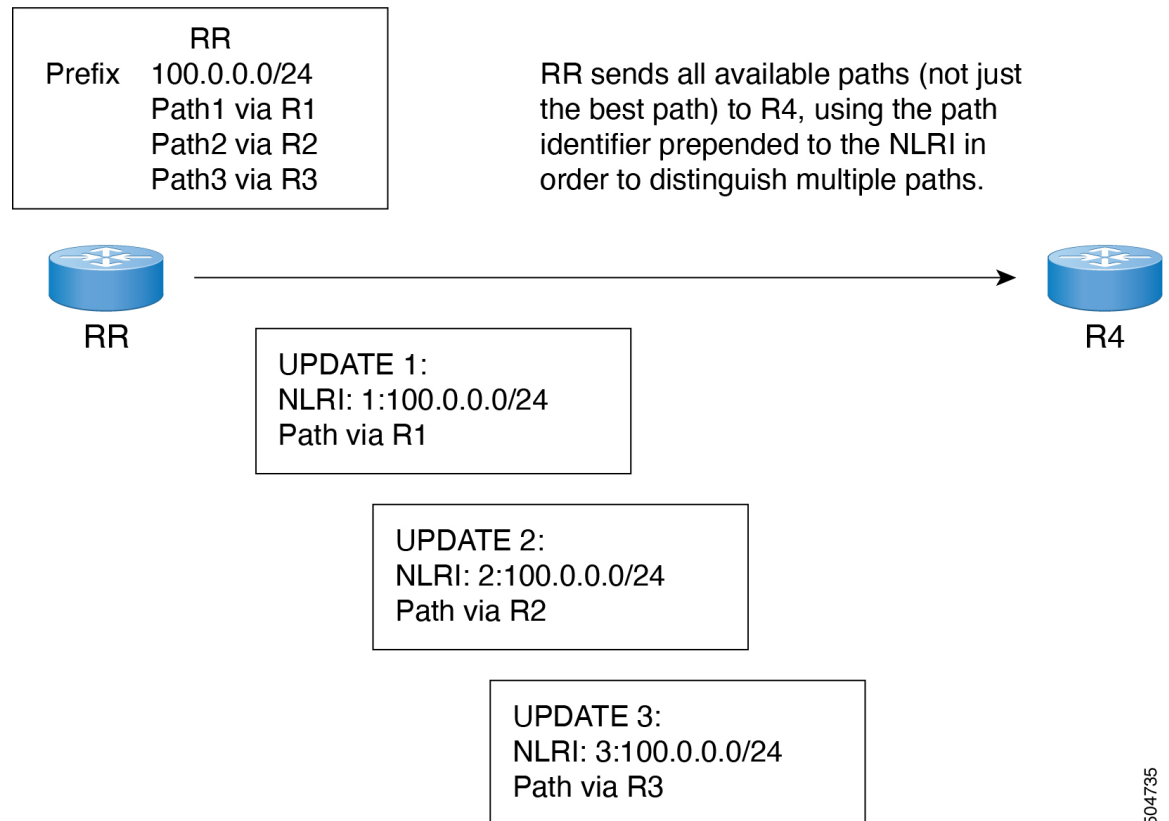 RR
Prefix 100.0.0.0/24
Path1 via R1
Path2 via R2
Path3 via R3
RR sends all available paths (not just
the best path) to R4, using the path
identifier prepended to the NLRI in
order to distinguish multiple paths.
RR
R4
UPDATE 1:
NLRI: 1:100.0.0.0/24
Path via R1
UPDATE 2:
NLRI: 2:100.0.0.0/24
Path via R2
UPDATE 3:
NLRI: 3:100.0.0.0/24
Path via R3